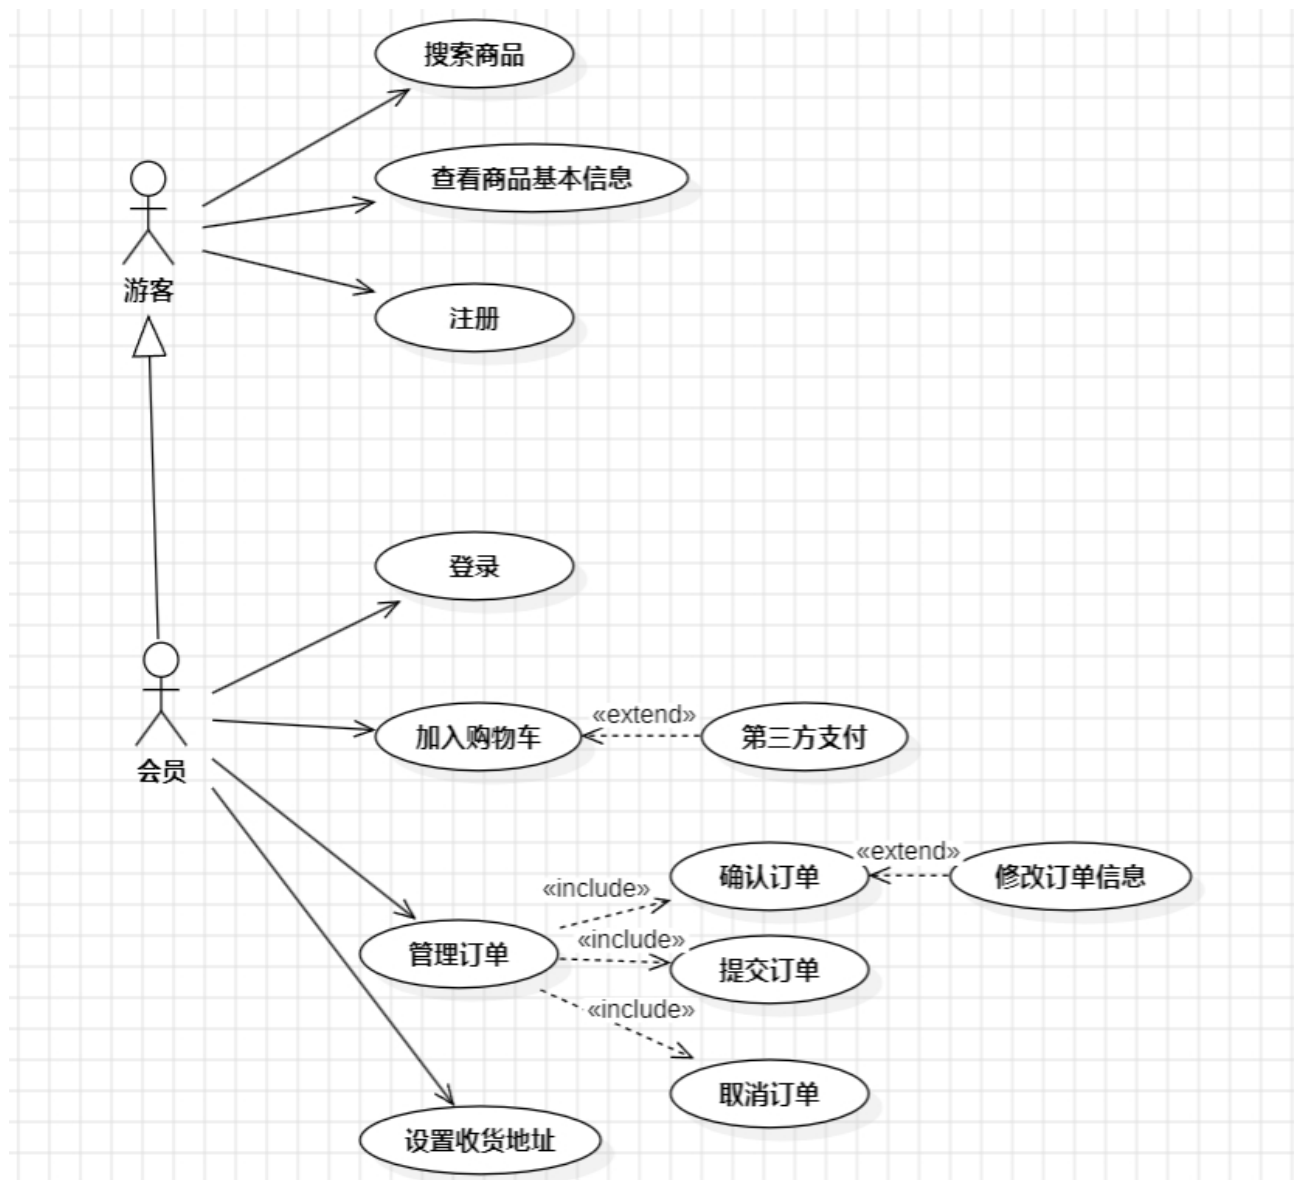 搜索商品
查看商品基本信息
游客
注册
登录
加入购物车
«extend»
第三方支付
会员
«include»
确认订单
«extend»
修改订单信息
管理订单
«include»
提交订单
«include»
取消订单
设置收货地址